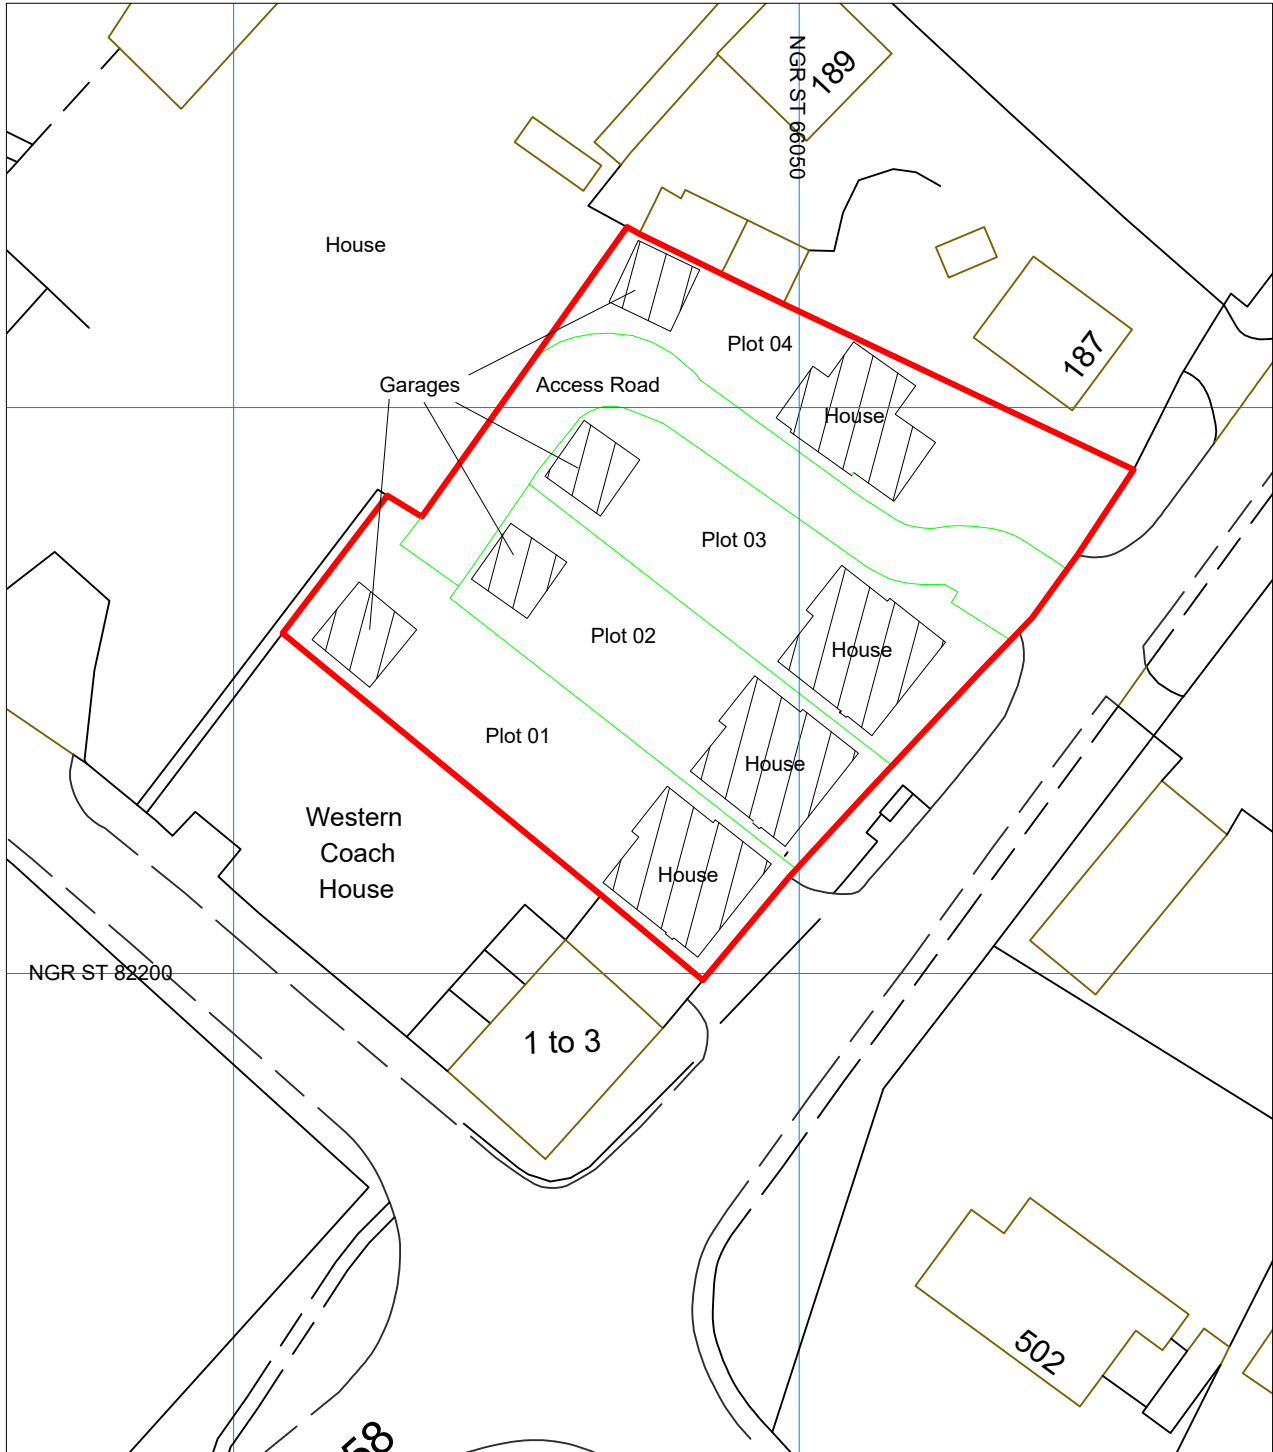 189
NGR ST 66050
House
Plot 04
187
Garages
Access Road
House
Plot 03
Plot 02
House
Plot 01
House
Western
Coach
House
House
NGR ST 82200
1 to 3
502
58